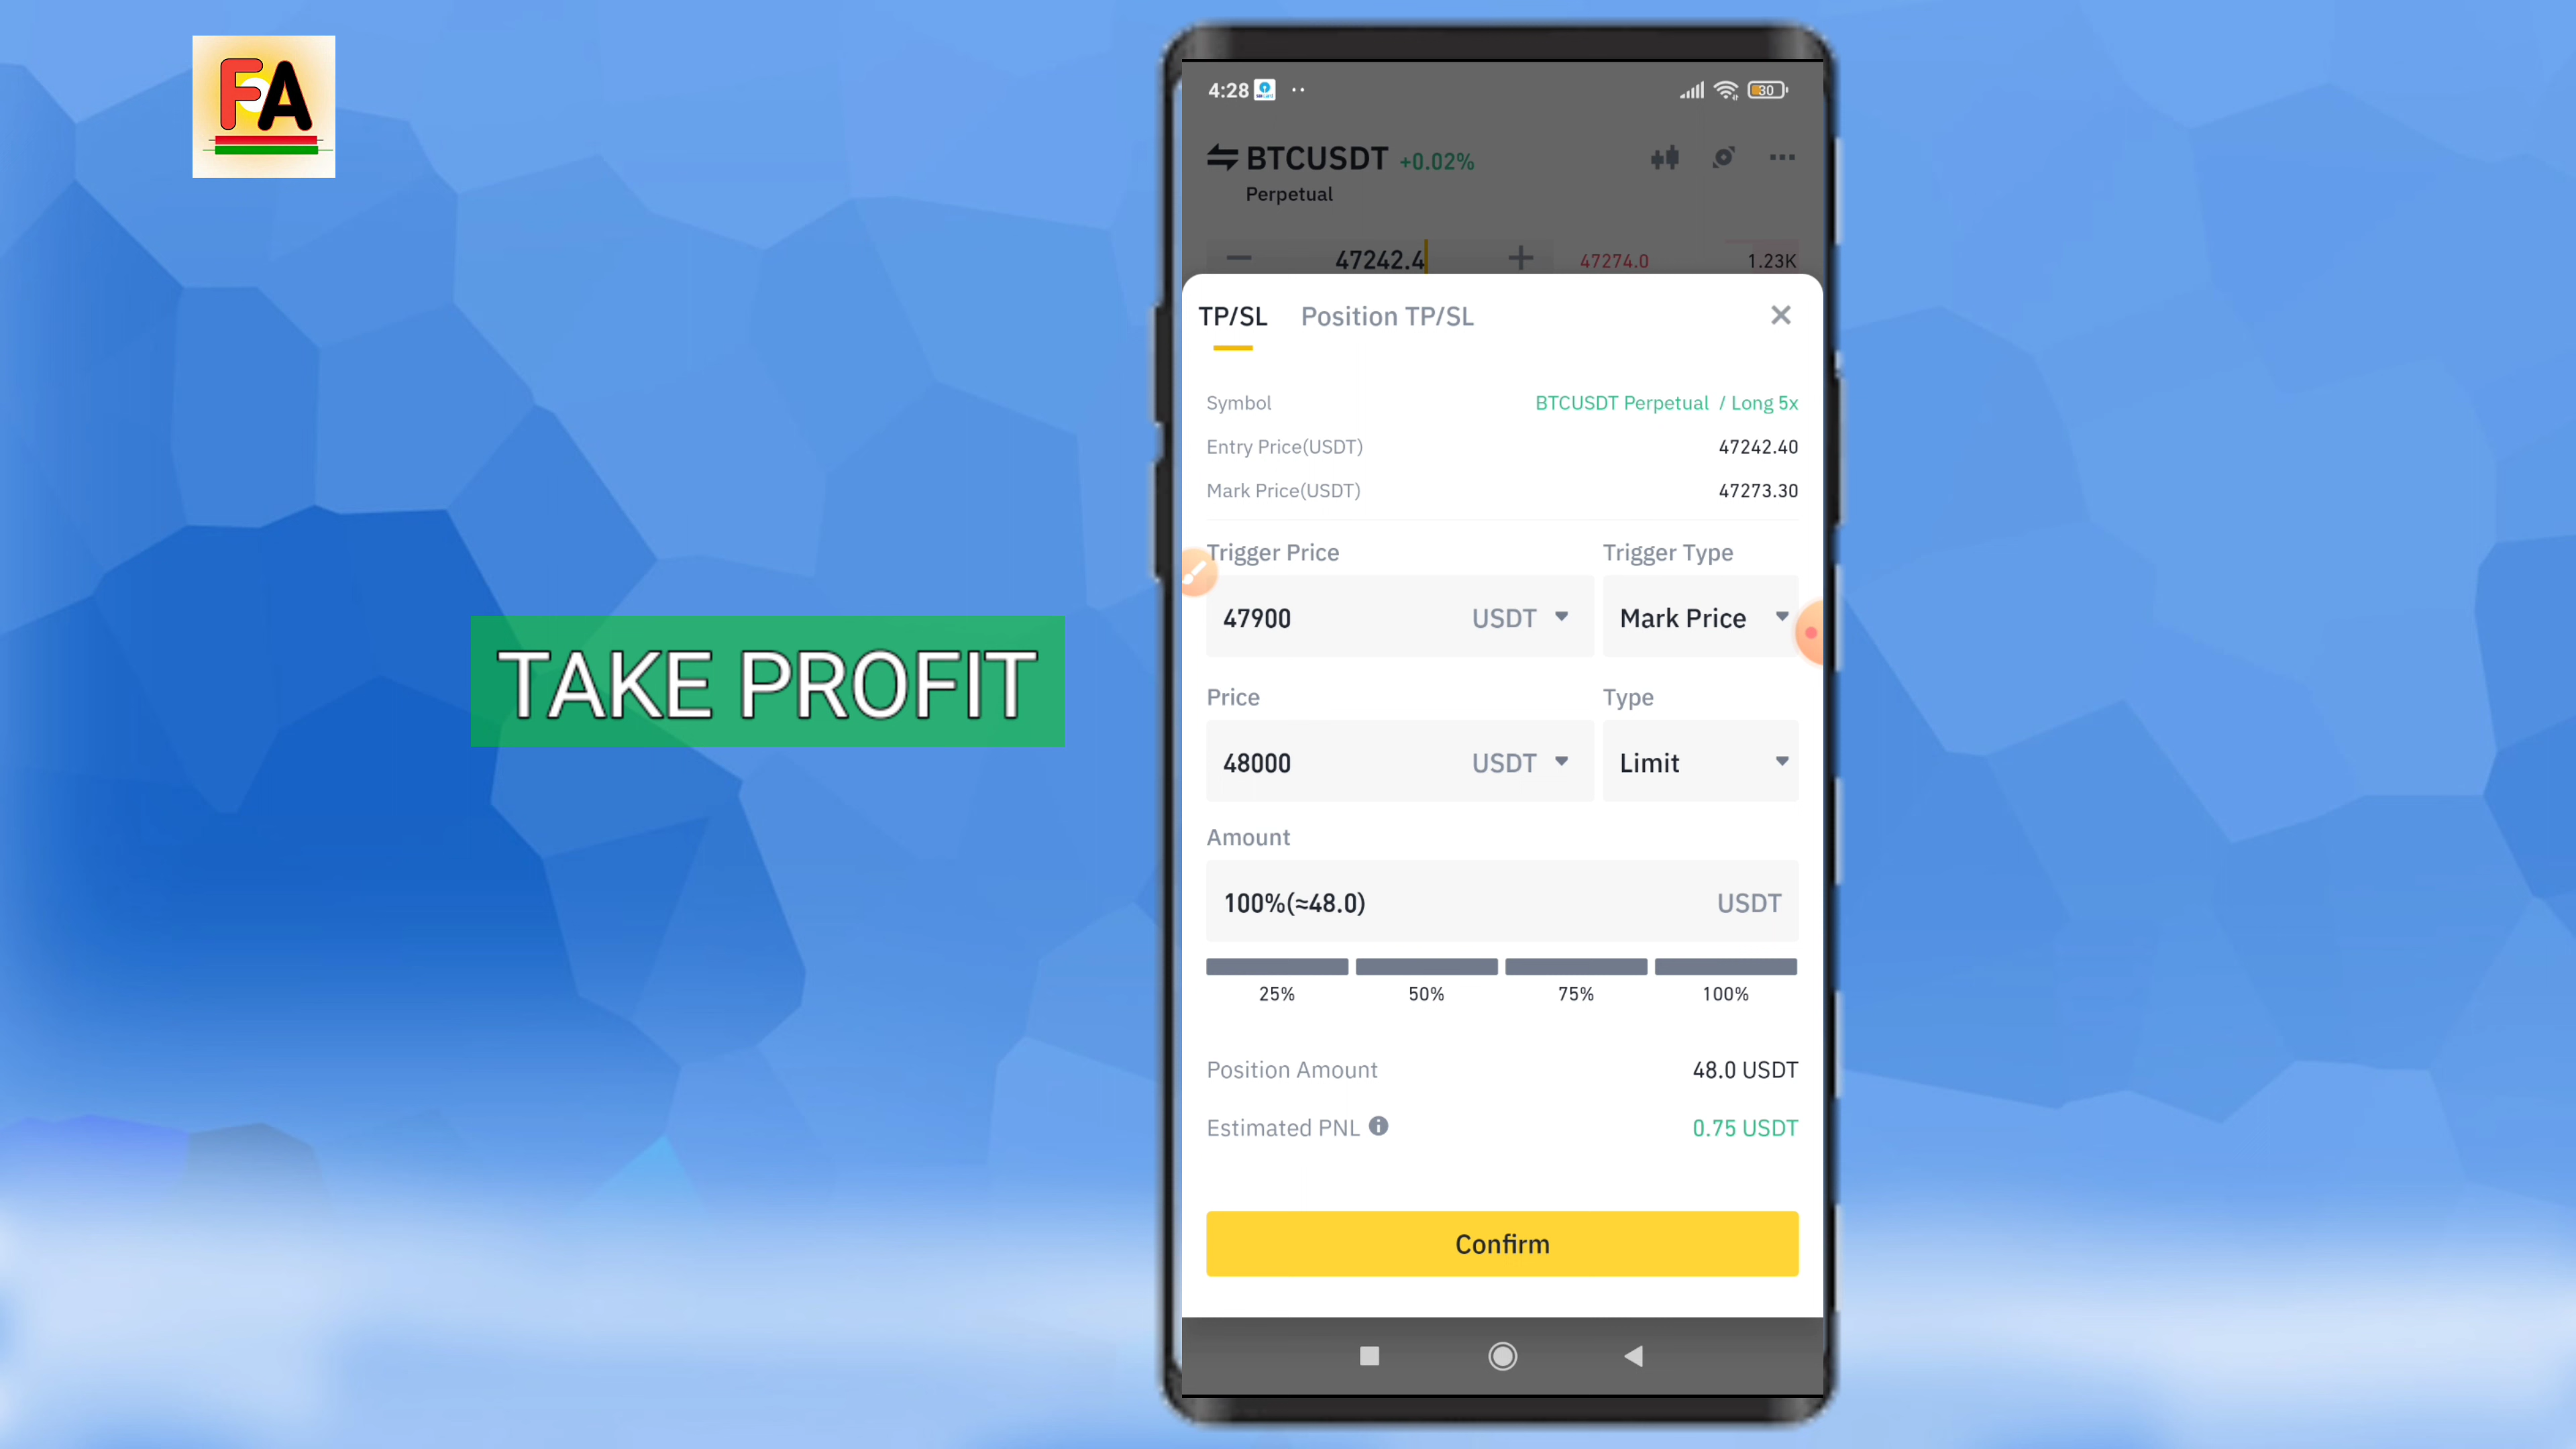 FA
TAKE PROFIT
4:28
30
BTCUSDT +0.02%
Perpetual
47242.4
47274.0 1.23K
TP/SL Position TP/SL
Symbol BTCUSDT Perpetual / Long 5x
Entry Price(USDT) 47242.40
Mark Price(USDT) 47273.30
Trigger Price Trigger Type
47900 USDT Mark Price
Price Type
48000 USDT Limit
Amount
100%(≈48.0) USDT
25% 50% 75% 100%
Position Amount 48.0 USDT
Estimated PNL 0.75 USDT
Confirm